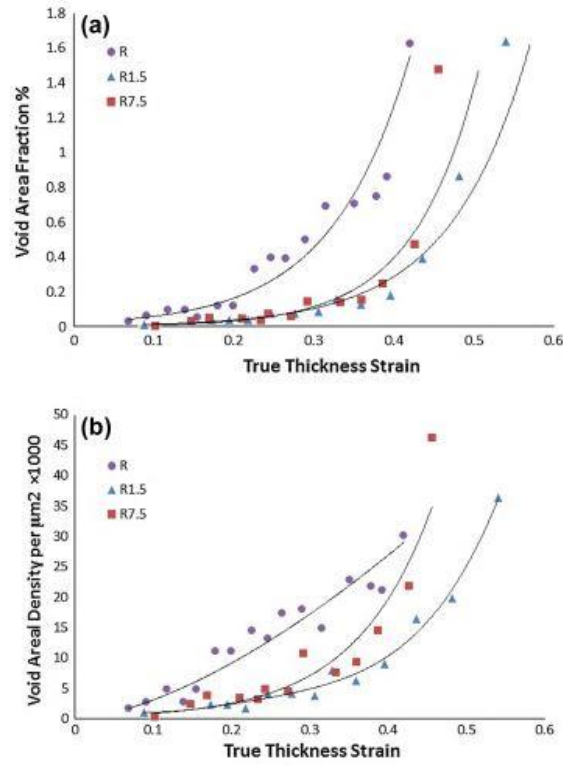 (a)
R
R1.5
R7.5
Void Area Fraction %
1.8
1.6
1.4
1.2
1
0.8
0.6
0.4
0.2
0
0 0.1 0.2 0.3 0.4 0.5 0.6
True Thickness Strain
(b)
R
R1.5
R7.5
Void Areal Density per μm2 ×1000
50
45
40
35
30
25
20
15
10
5
0
0 0.1 0.2 0.3 0.4 0.5 0.6
True Thickness Strain